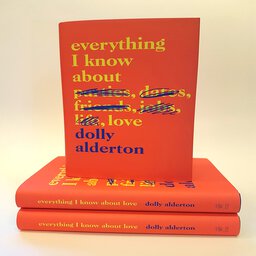 everything
I know
about
parties, dates,
friends, jobs,
life, love
dolly
alderton
everything I know about love dolly alderton
everything I know about love dolly alderton